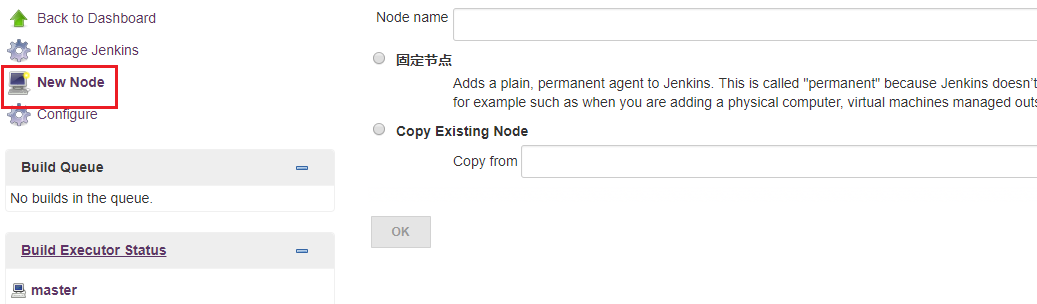 Back to Dashboard
Manage Jenkins
New Node
Configure
Build Queue
No builds in the queue.
Build Executor Status
master
Node name
固定节点
Adds a plain, permanent agent to Jenkins. This is called "permanent" because Jenkins doesn't
for example such as when you are adding a physical computer, virtual machines managed outs
Copy Existing Node
Copy from
OK